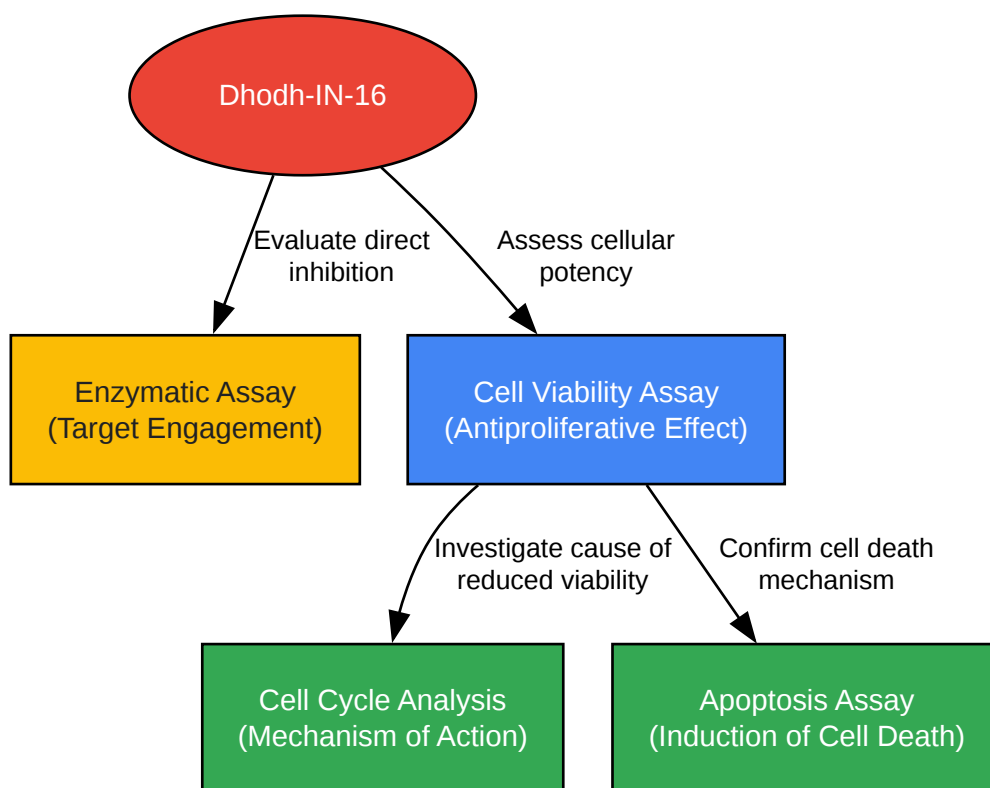 Dhodh-IN-16
Evaluate direct
inhibition
Assess cellular
potency
Enzymatic Assay
(Target Engagement)
Cell Viability Assay
(Antiproliferative Effect)
Investigate cause of
reduced viability
Confirm cell death
mechanism
Cell Cycle Analysis
(Mechanism of Action)
Apoptosis Assay
(Induction of Cell Death)